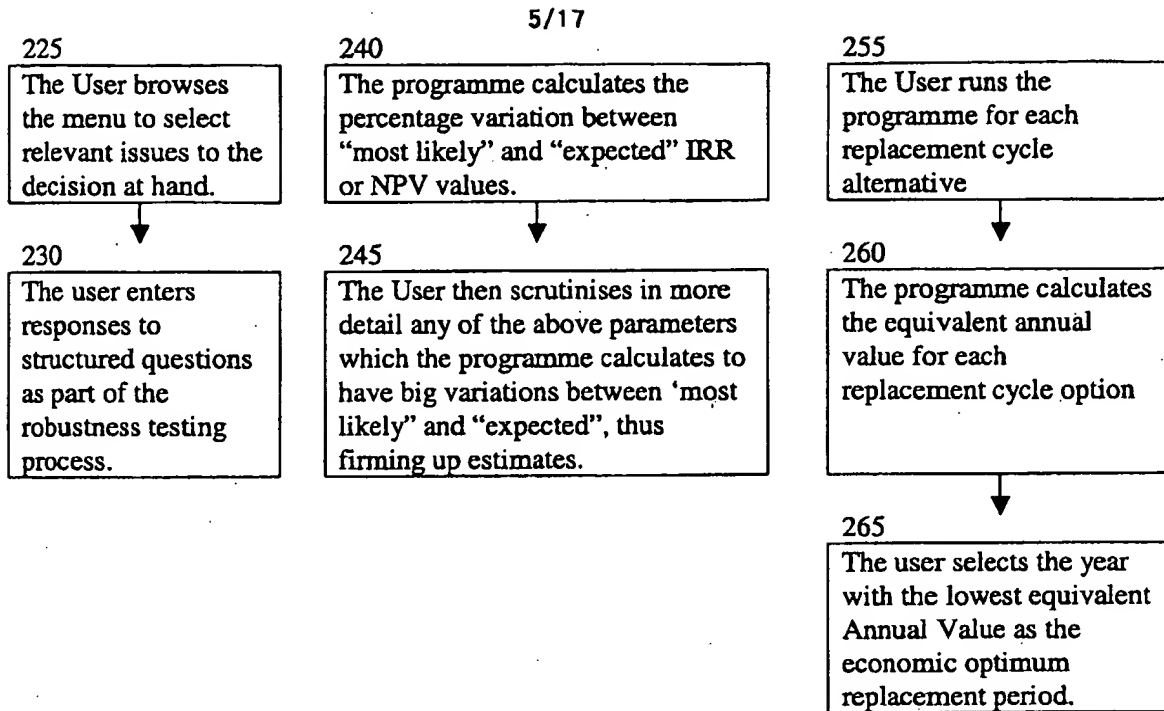 5/17
225
The User browses
the menu to select
relevant issues to the
decision at hand.
230
The user enters
responses to
structured questions
as part of the
robustness testing
process.
240
The programme calculates the
percentage variation between
“most likely” and “expected” IRR
or NPV values.
245
The User then scrutinises in more
detail any of the above parameters
which the programme calculates to
have big variations between ‘most
likely” and “expected”, thus
firming up estimates.
255
The User runs the
programme for each
replacement cycle
alternative
260
The programme calculates
the equivalent annual
value for each
replacement cycle option
265
The user selects the year
with the lowest equivalent
Annual Value as the
economic optimum
replacement period.